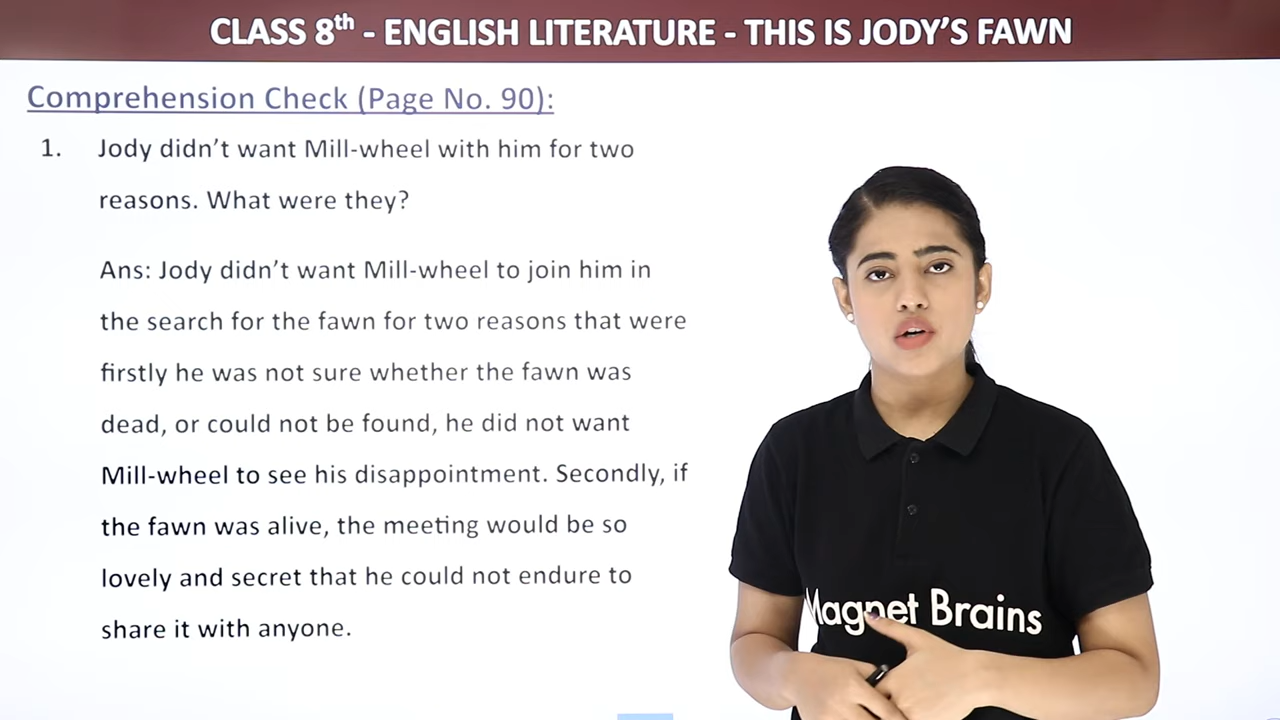 CLASS 8th - ENGLISH LITERATURE - THIS IS JODY’S FAWN
Comprehension Check (Page No. 90):
1. Jody didn’t want Mill-wheel with him for two
reasons. What were they?
Ans: Jody didn’t want Mill-wheel to join him in
the search for the fawn for two reasons that were
firstly he was not sure whether the fawn was
dead, or could not be found, he did not want
Mill-wheel to see his disappointment. Secondly, if
the fawn was alive, the meeting would be so
lovely and secret that he could not endure to
share it with anyone.
Magnet Brains